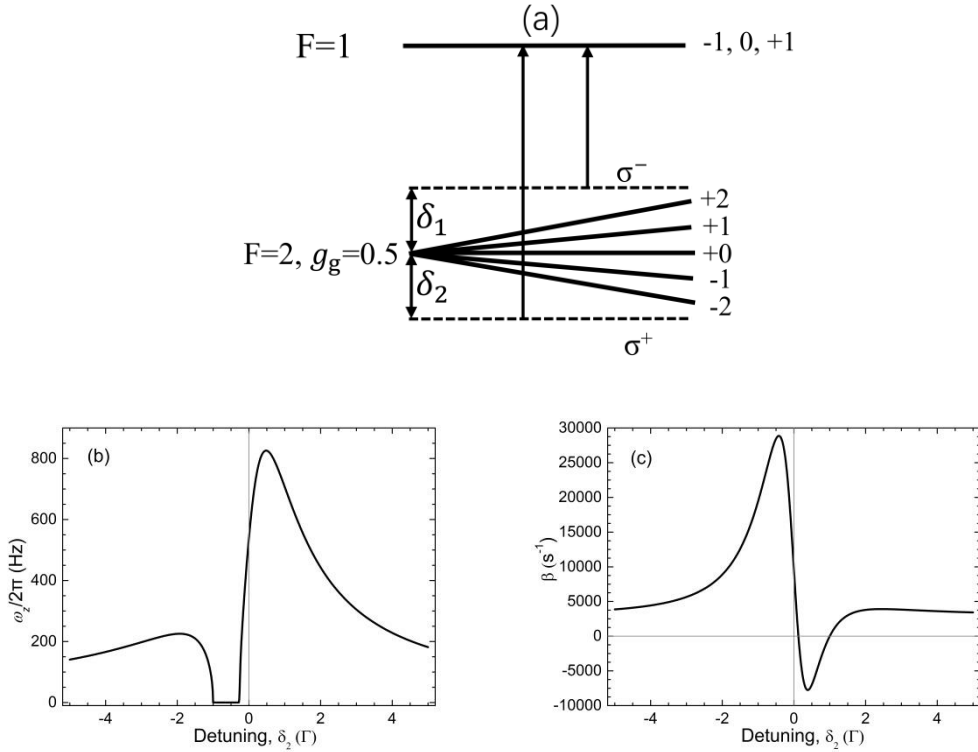 (a)
F=1
-1, 0, +1
σ⁻
δ₁
+2
+1
F=2, g_g=0.5
+0
δ₂
-1
-2
σ⁺
(b)
800
600
400
200
0
ω_z/2π (Hz)
-4 -2 0 2 4
Detuning, δ₂ (Γ)
(c)
30000
25000
20000
15000
10000
5000
0
-5000
-10000
β (s⁻¹)
-4 -2 0 2 4
Detuning, δ₂ (Γ)